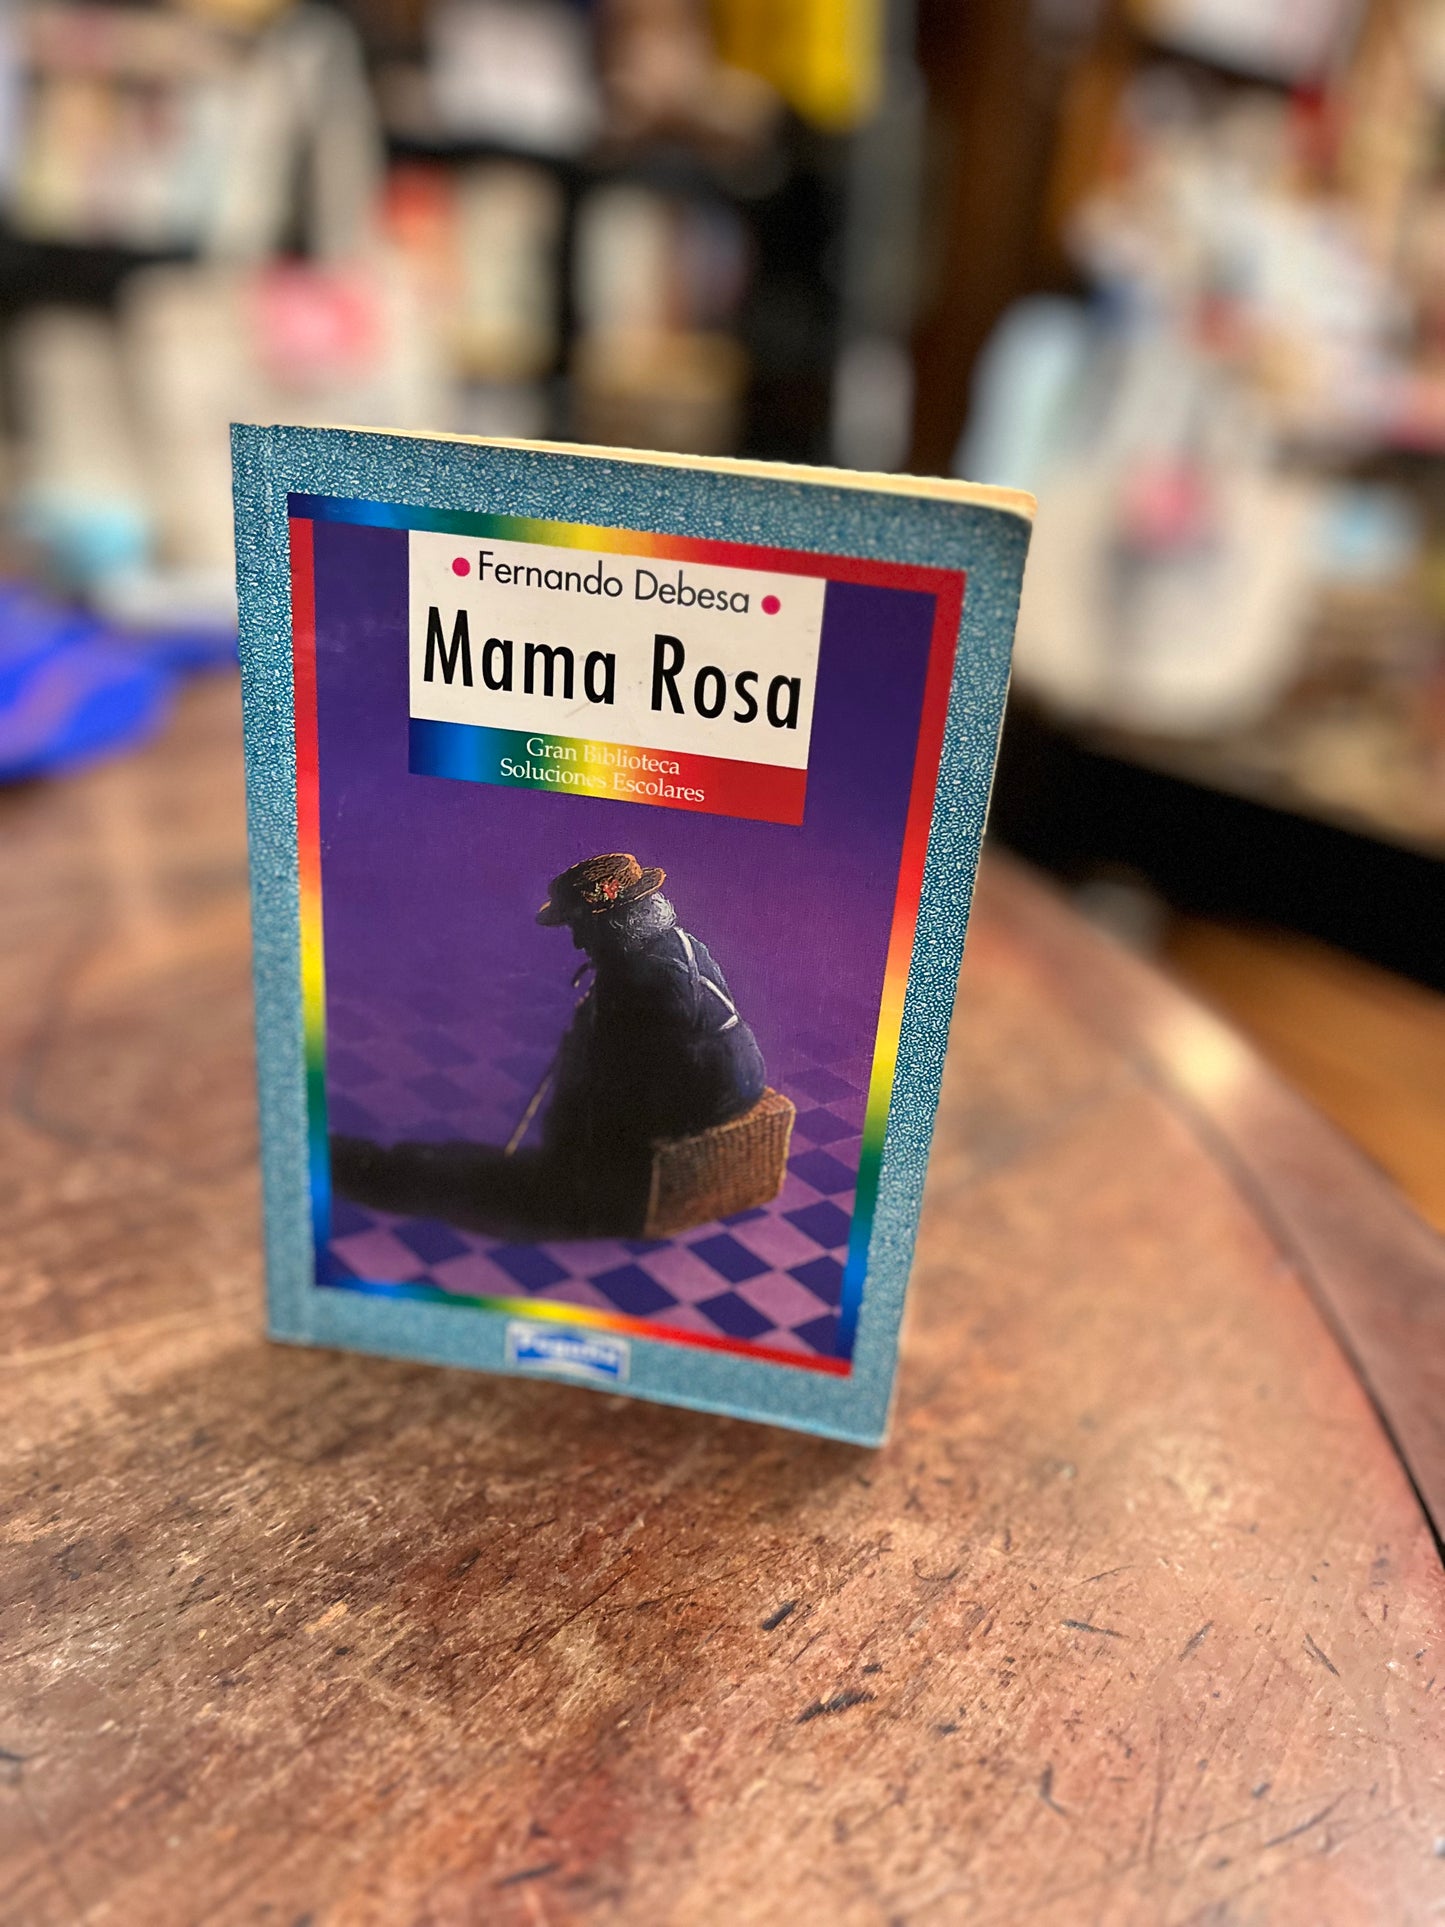 Fernando Debesa
Mama Rosa
Gran Biblioteca
Soluciones Escolares